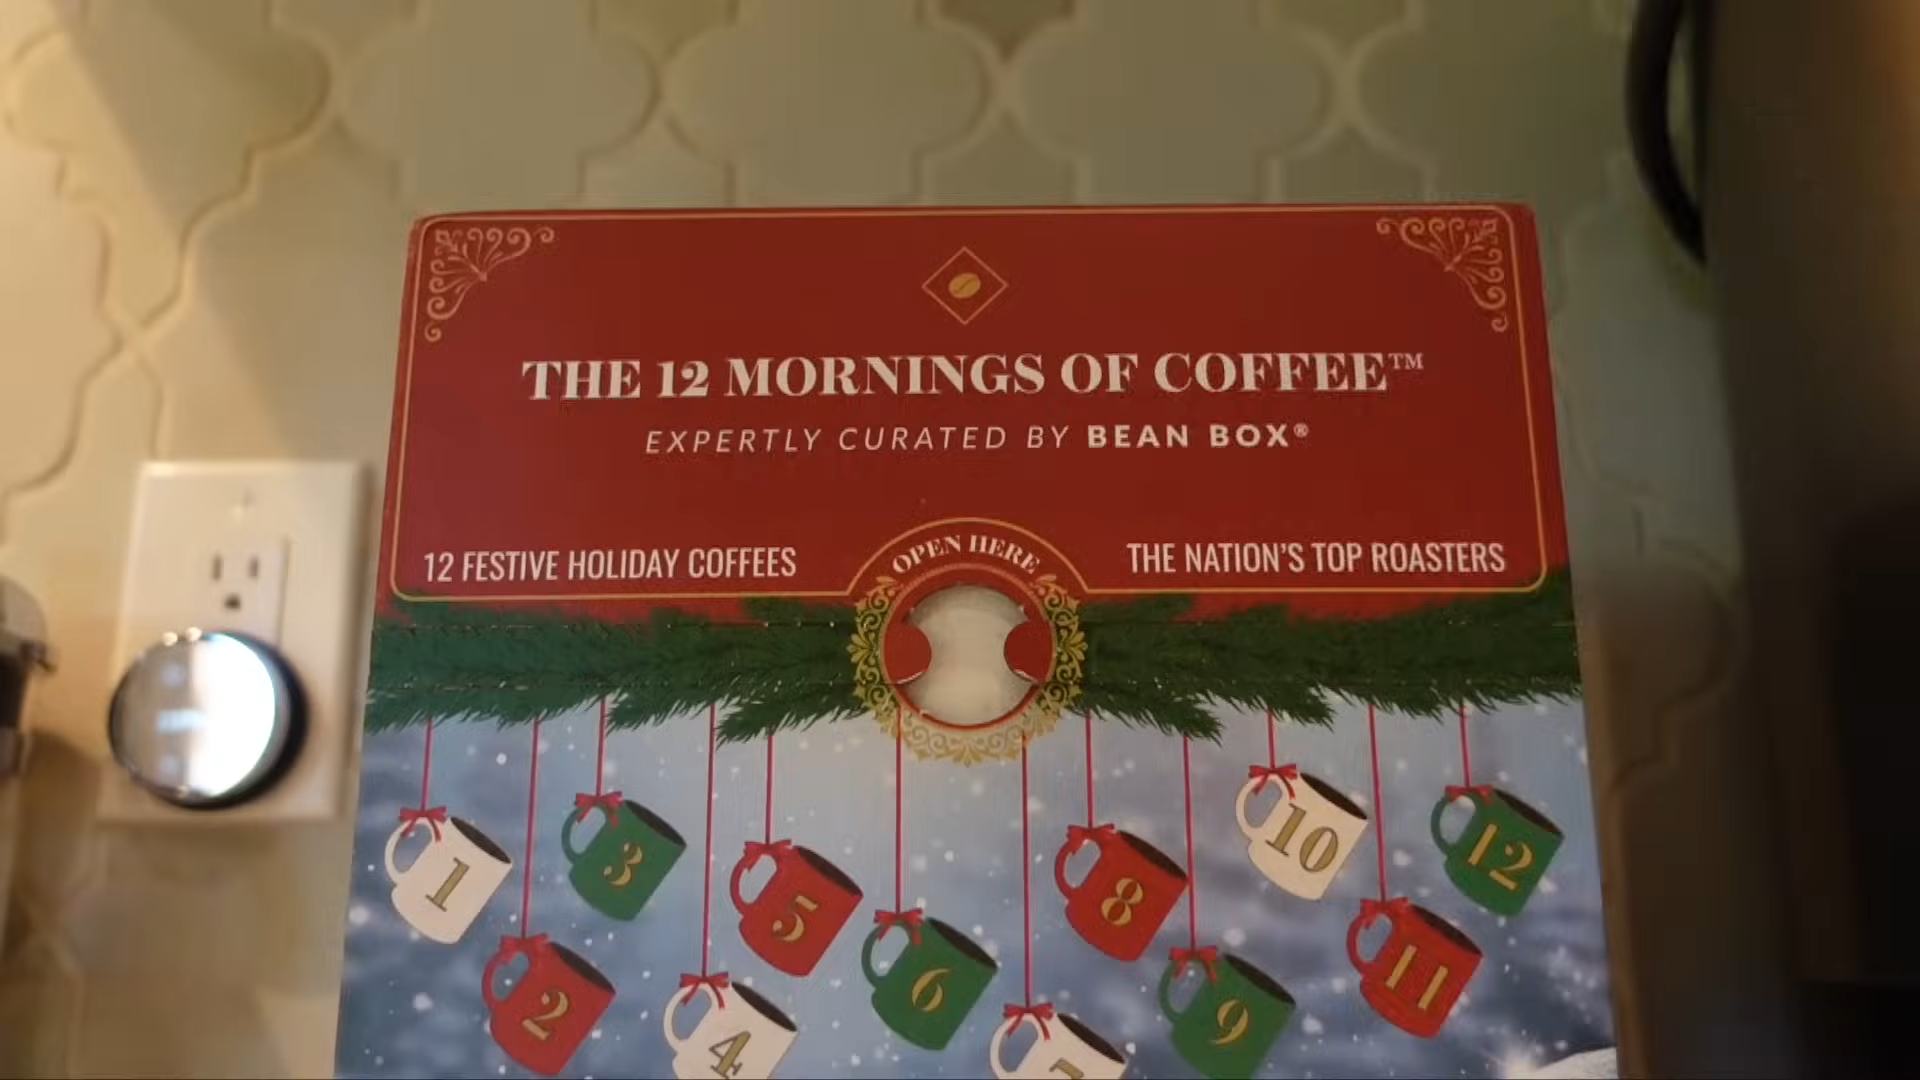 THE 12 MORNINGS OF COFFEE™
EXPERTLY CURATED BY BEAN BOX®
12 FESTIVE HOLIDAY COFFEES
OPEN HERE
THE NATION'S TOP ROASTERS
1
3
5
8
10
12
2
4
6
7
9
11